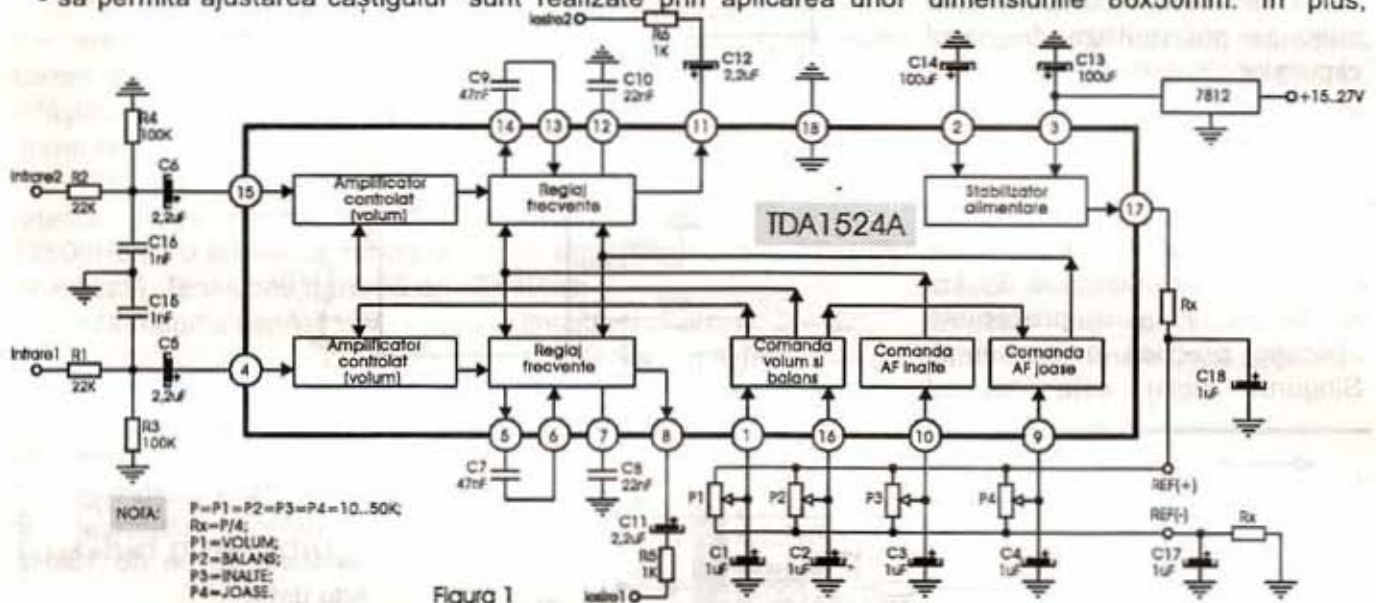 - să permită ajustarea câştigului sunt realizate prin aplicarea unor dimensiunile 80x50mm. În plus,
Iesire2
R6
1K
C12
2,2uF
C9
47nF
C10
22nF
C14
100uF
C13
100uF
7812
+15..27V
R4
100K
14
13
12
11
18
2
3
Intrare2
R2
22K
C6
2,2uF
15
Amplificator
controlat
(volum)
Reglaj
frecvente
Stabilizator
alimentare
17
TDA1524A
C16
1nF
C15
1nF
Rx
Intrare1
R1
22K
C5
2,2uF
4
Amplificator
controlat
(volum)
Reglaj
frecvente
Comanda
volum si
balans
Comanda
AF inalte
Comanda
AF joase
C18
1uF
R3
100K
5
6
7
8
1
16
10
9
C7
47nF
C8
22nF
P1
P2
P3
P4
REF(+)
REF(-)
Rx
C11
2,2uF
R5
1K
C1
1uF
C2
1uF
C3
1uF
C4
1uF
C17
1uF
NOTA:
P=P1=P2=P3=P4=10..50K;
Rx=P/4;
P1=VOLUM;
P2=BALANS;
P3=INALTE;
P4=JOASE.
Figura 1
Iesire1